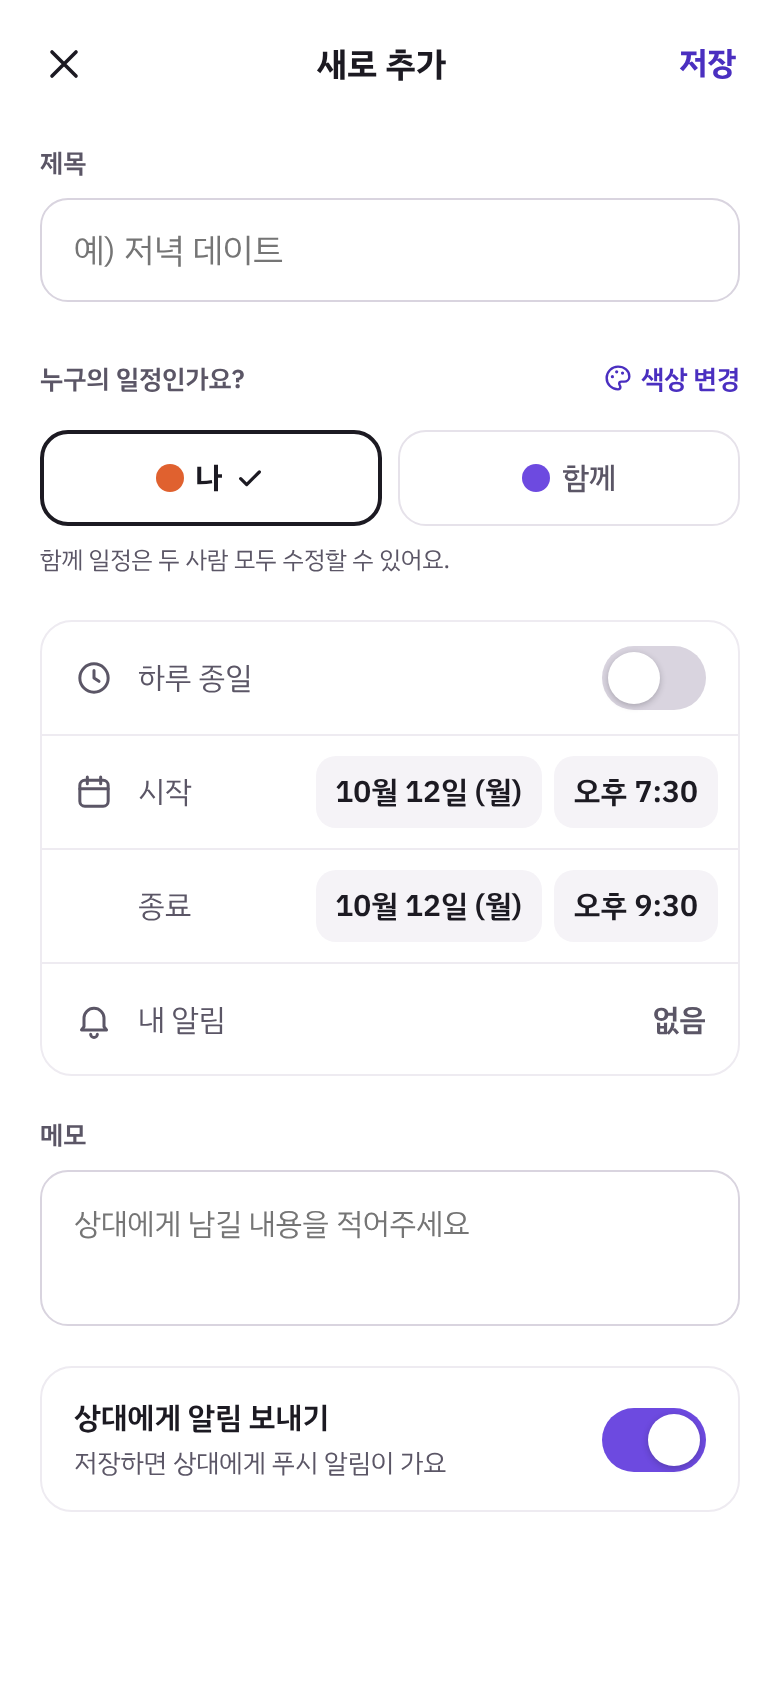 새로 추가
저장
제목
예) 저녁 데이트
누구의 일정인가요?
색상 변경
나
함께
함께 일정은 두 사람 모두 수정할 수 있어요.
하루 종일
시작
10월 12일 (월)
오후 7:30
종료
10월 12일 (월)
오후 9:30
내 알림
없음
메모
상대에게 남길 내용을 적어주세요
상대에게 알림 보내기
저장하면 상대에게 푸시 알림이 가요